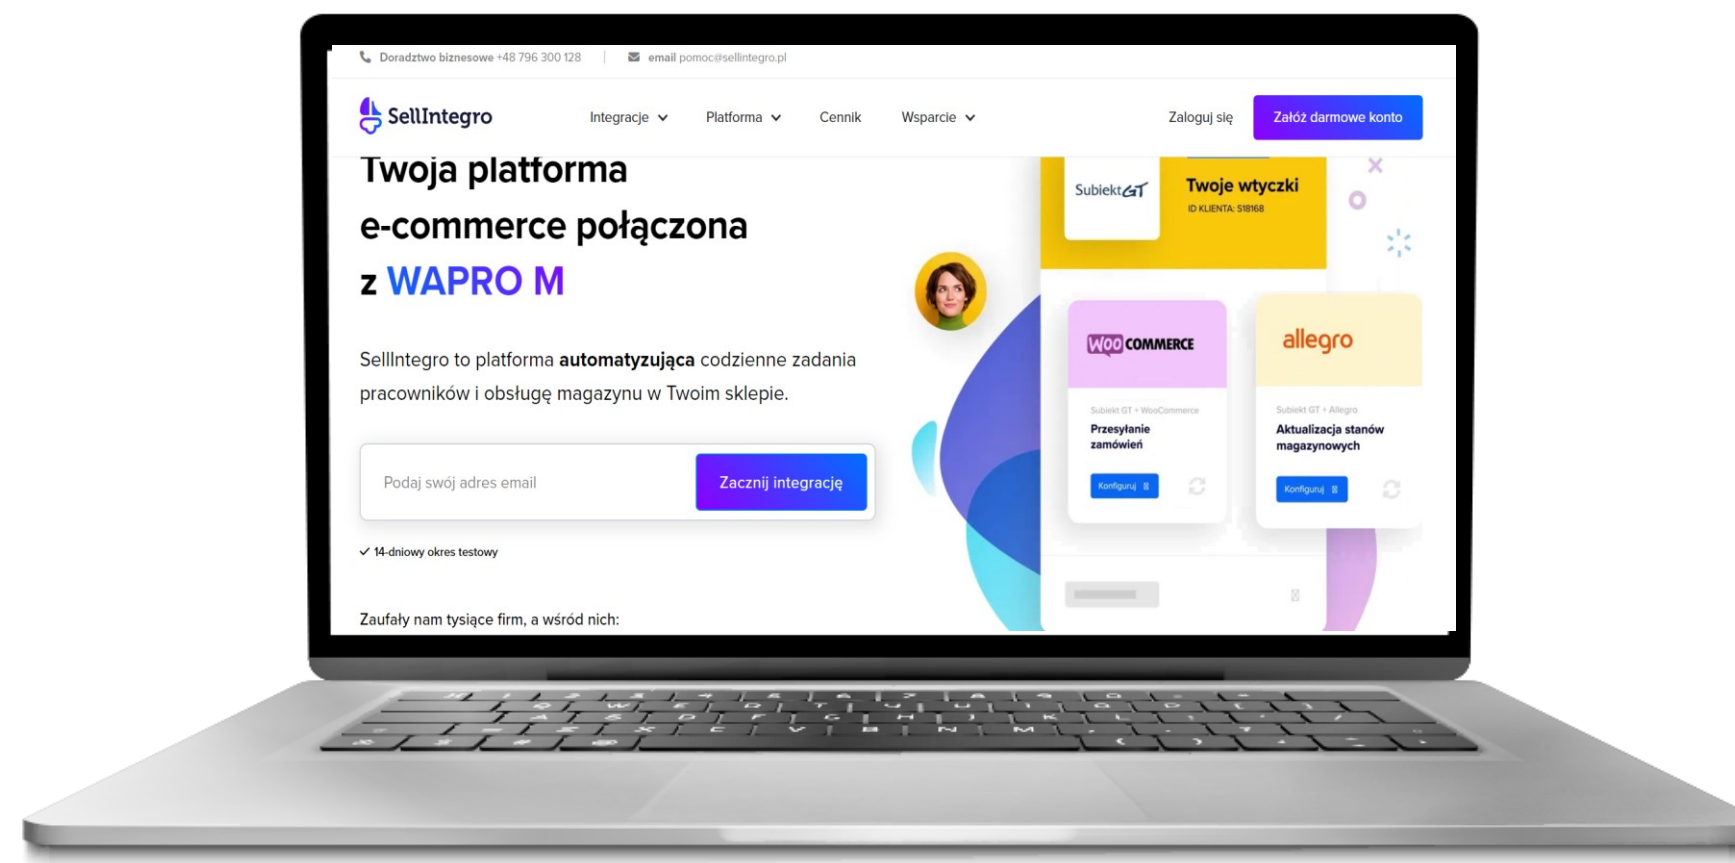 Doradztwo biznesowe +48 796 300 128
email pomoc@sellintegro.pl
SellIntegro
Integracje
Platforma
Cennik
Wsparcie
Zaloguj się
Załóż darmowe konto
Twoja platforma
e-commerce połączona
z WAPRO M
SellIntegro to platforma automatyzująca codzienne zadania
pracowników i obsługę magazynu w Twoim sklepie.
Podaj swój adres email
Zacznij integrację
14-dniowy okres testowy
Zaufały nam tysiące firm, a wśród nich:
Subiekt GT
Twoje wtyczki
ID KLIENTA: S18168
WOO COMMERCE
Subiekt GT + WooCommerce
Przesyłanie
zamówień
Konfiguruj
allegro
Subiekt GT + Allegro
Aktualizacja stanów
magazynowych
Konfiguruj